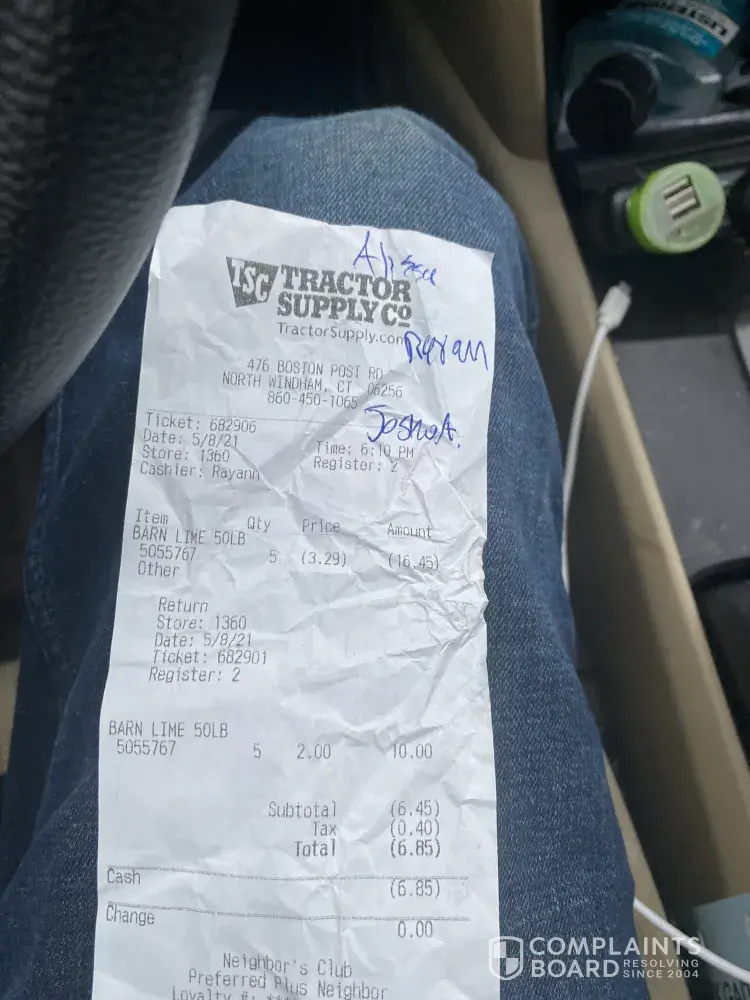 LISTERINE
Alissa
TSC TRACTOR
SUPPLY CO
TractorSupply.com
Rayan
476 BOSTON POST RD
NORTH WINDHAM, CT 06256
860-450-1065
JoshuA.
Ticket: 682906
Date: 5/8/21 Time: 6:10 PM
Store: 1360 Register: 2
Cashier: Rayann
Item Qty Price Amount
BARN LIME 50LB
5055767 5 (3.29) (16.45)
Other
Return
Store: 1360
Date: 5/8/21
Ticket: 682901
Register: 2
BARN LIME 50LB
5055767 5 2.00 10.00
Subtotal (6.45)
Tax (0.40)
Total (6.85)
Cash (6.85)
Change 0.00
Neighbor's Club
Preferred Plus Neighbor
Loyalty #:
COMPLAINTS
BOARD RESOLVING
SINCE 2004